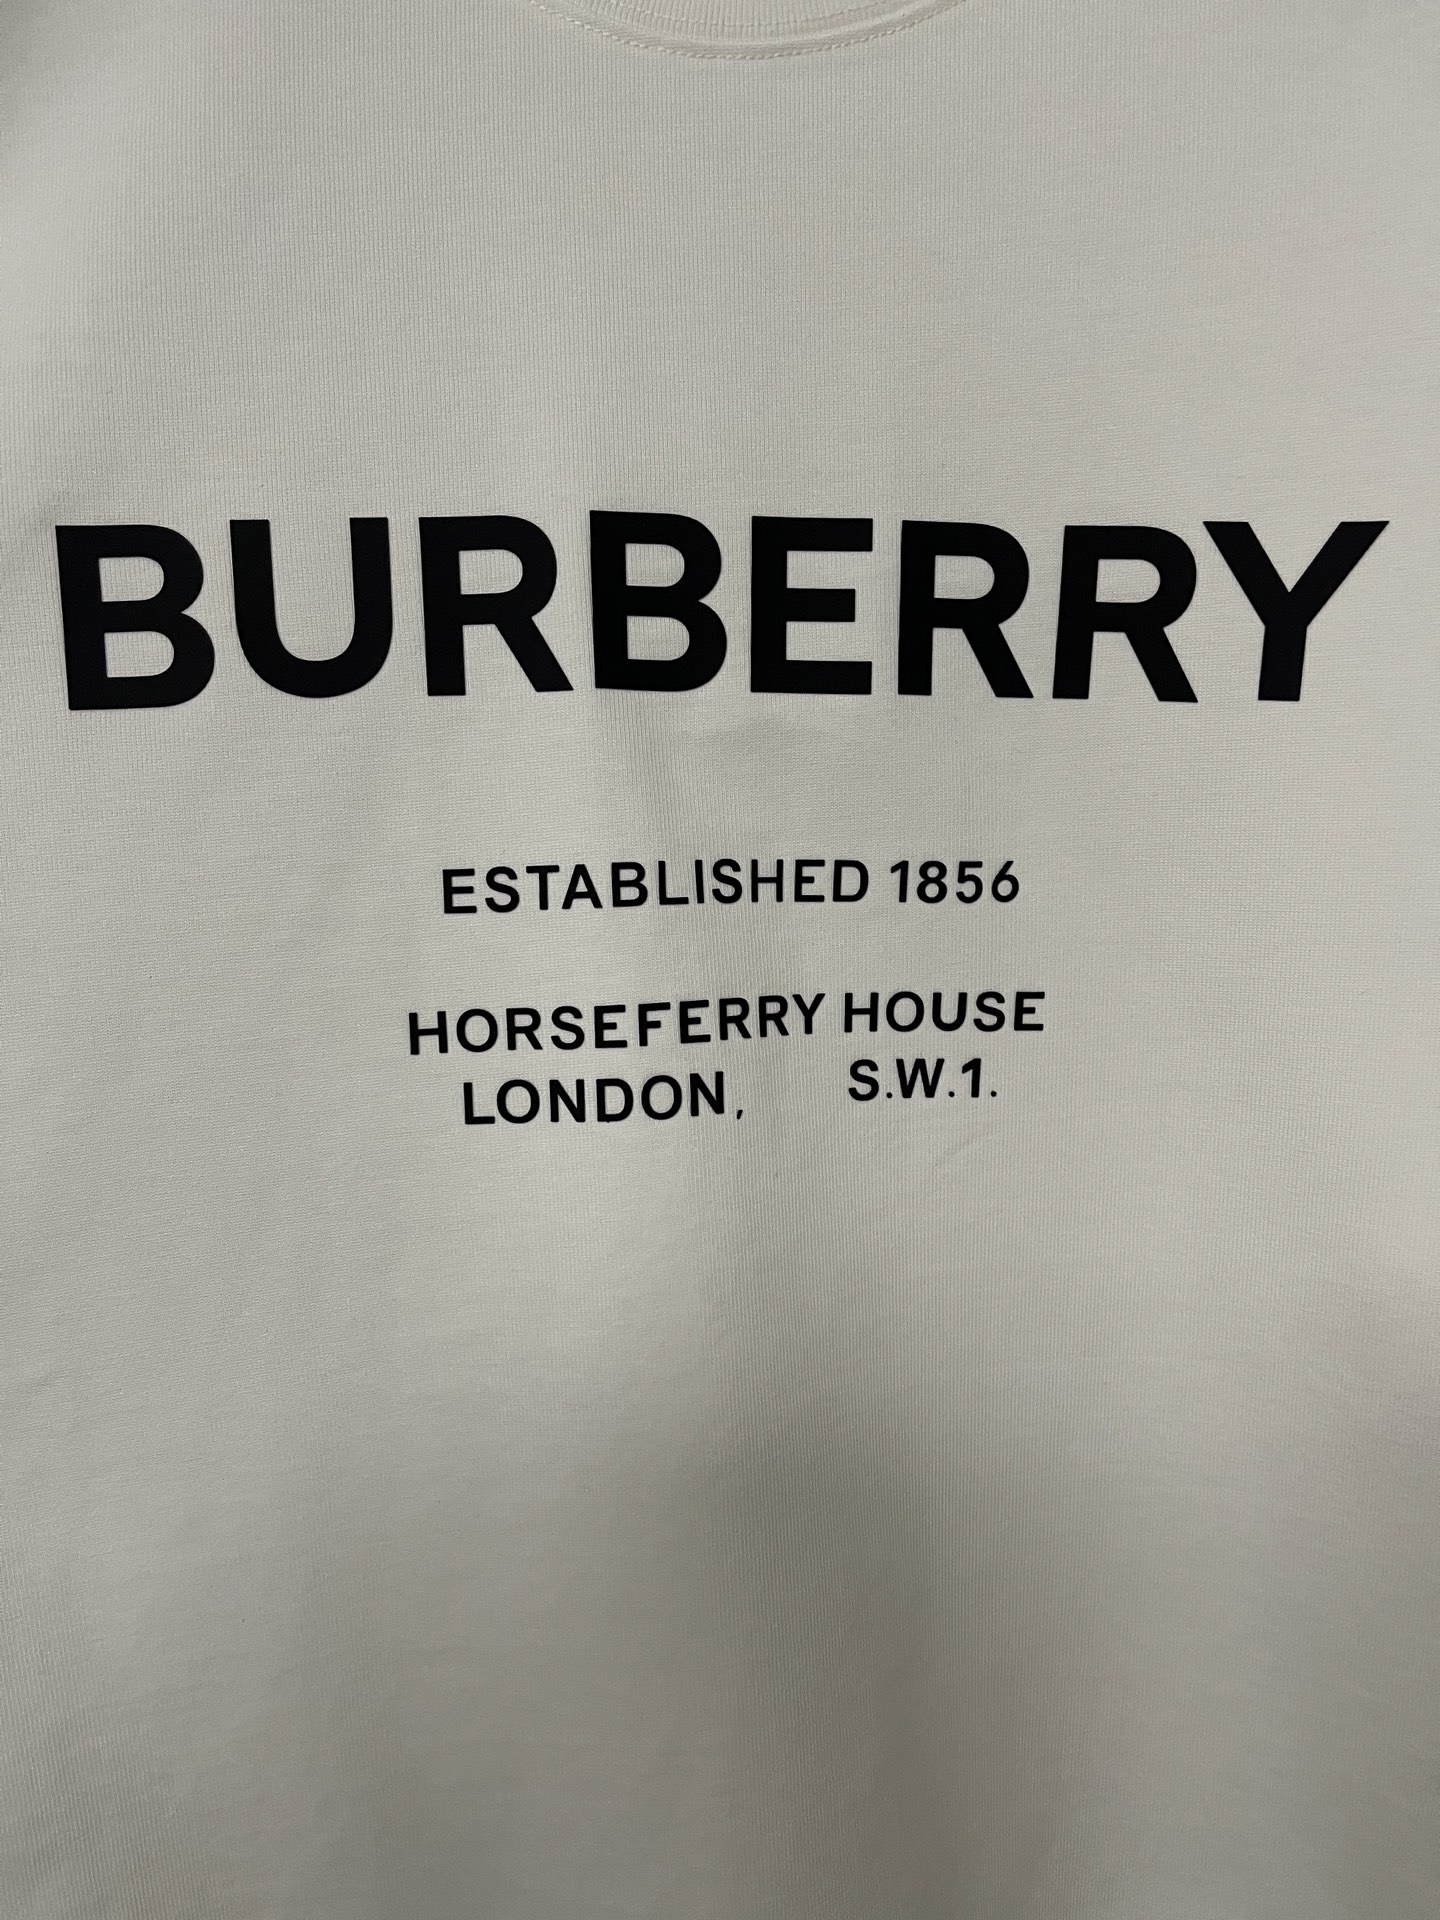 BURBERRY
ESTABLISHED 1856
HORSEFERRY HOUSE
LONDON, S.W.1.